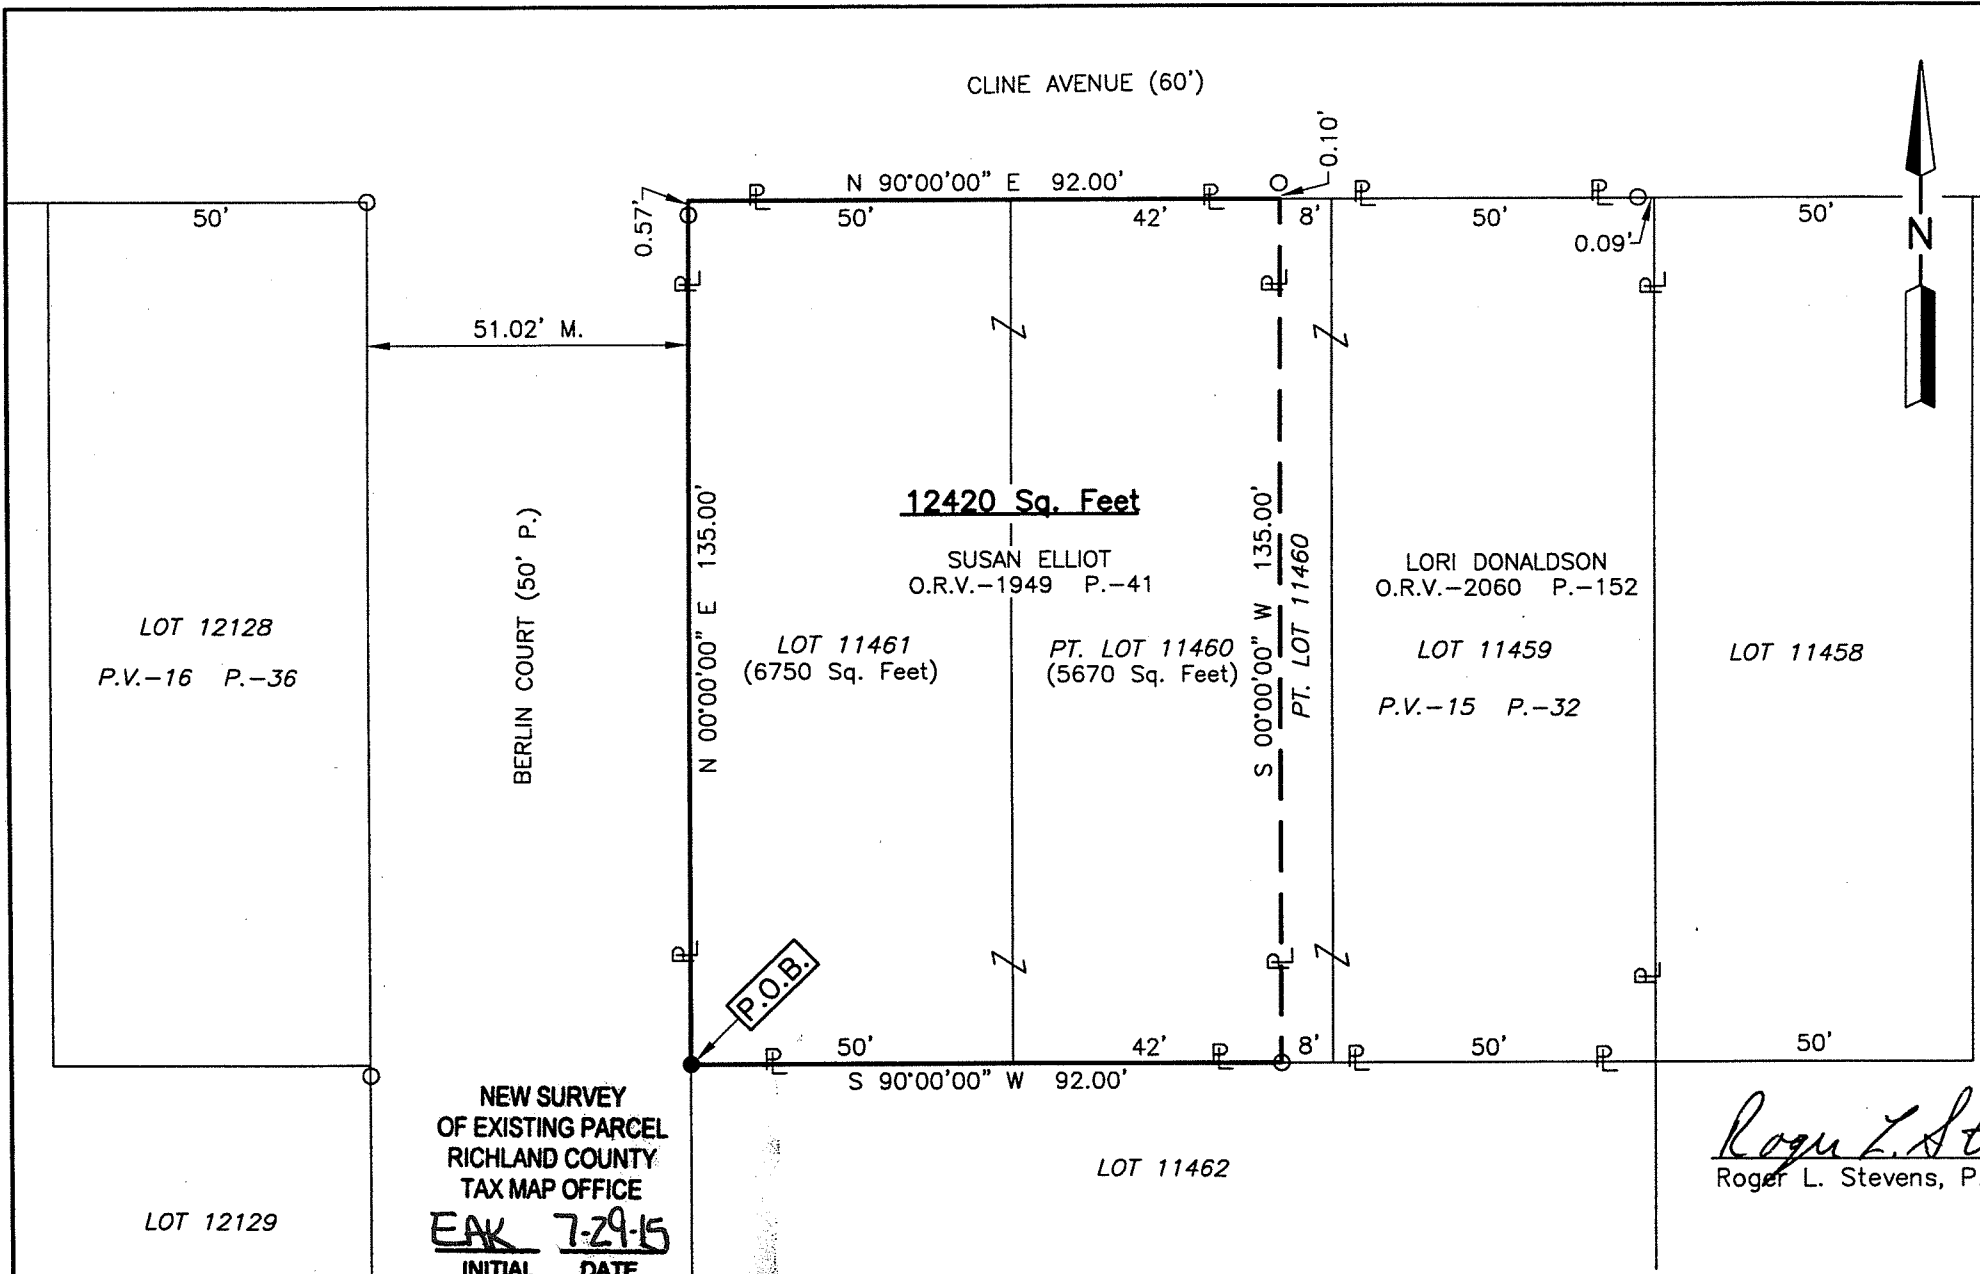 CLINE AVENUE (60')
0.10'
N 90°00'00" E 92.00'
50'
0.57'
50'
42'
8'
50'
0.09'
50'
N
51.02' M.
12420 Sq. Feet
SUSAN ELLIOT
O.R.V.-1949 P.-41
LORI DONALDSON
O.R.V.-2060 P.-152
BERLIN COURT (50' P.)
N 00°00'00" E 135.00'
S 00°00'00" W 135.00'
PT. LOT 11460
LOT 12128
P.V.-16 P.-36
LOT 11461
(6750 Sq. Feet)
PT. LOT 11460
(5670 Sq. Feet)
LOT 11459
P.V.-15 P.-32
LOT 11458
P.O.B.
50'
42'
8'
50'
50'
S 90°00'00" W 92.00'
NEW SURVEY
OF EXISTING PARCEL
RICHLAND COUNTY
TAX MAP OFFICE
EAK 7-29-15
INITIAL DATE
LOT 11462
LOT 12129
Roger L. St
Roger L. Stevens, P.